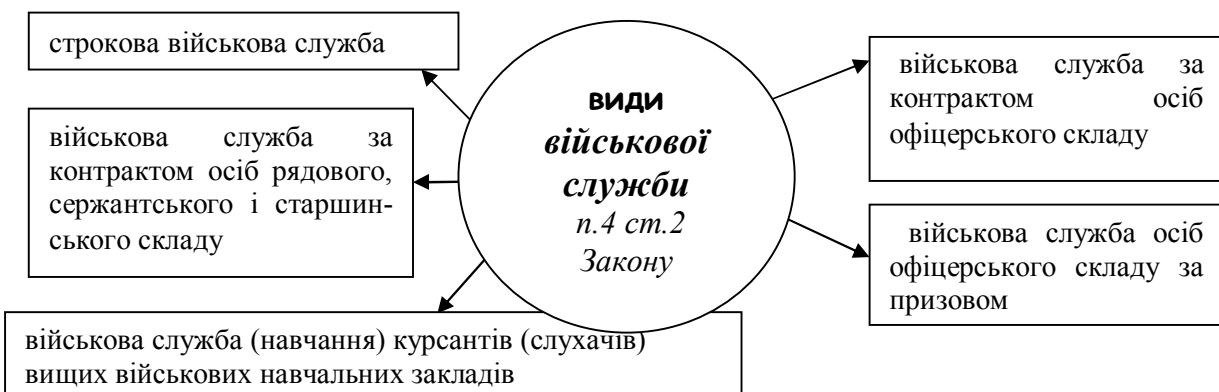 строкова військова служба
військова служба за
контрактом осіб рядового,
сержантського і старшин-
ського складу
військова служба (навчання) курсантів (слухачів)
вищих військових навчальних закладів
види
військової
служби
п.4 ст.2
Закону
військова служба за
контрактом осіб
офіцерського складу
військова служба осіб
офіцерського складу за
призовом